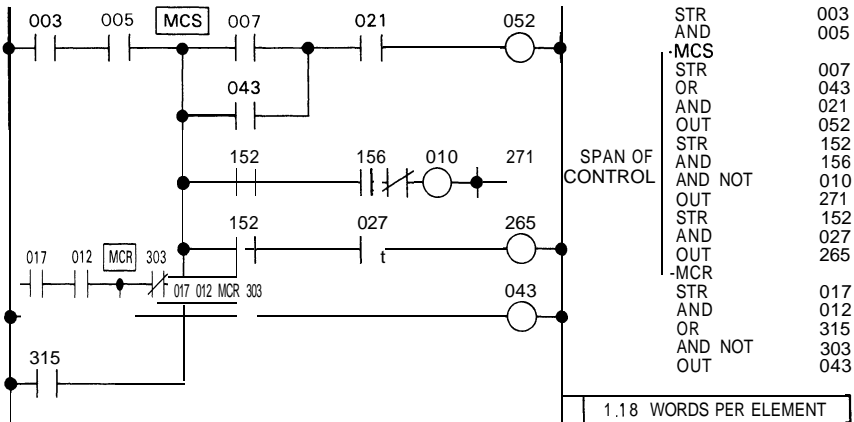 003 005 MCS 007 021 052
043
152 156 010 271
152 027 265
017 012 MCR 303
017 012 MCR 303
043
315
SPAN OF
CONTROL
STR 003
AND 005
-MCS
STR 007
OR 043
AND 021
OUT 052
STR 152
AND 156
AND NOT 010
OUT 271
STR 152
AND 027
OUT 265
-MCR
STR 017
AND 012
OR 315
AND NOT 303
OUT 043
1.18 WORDS PER ELEMENT